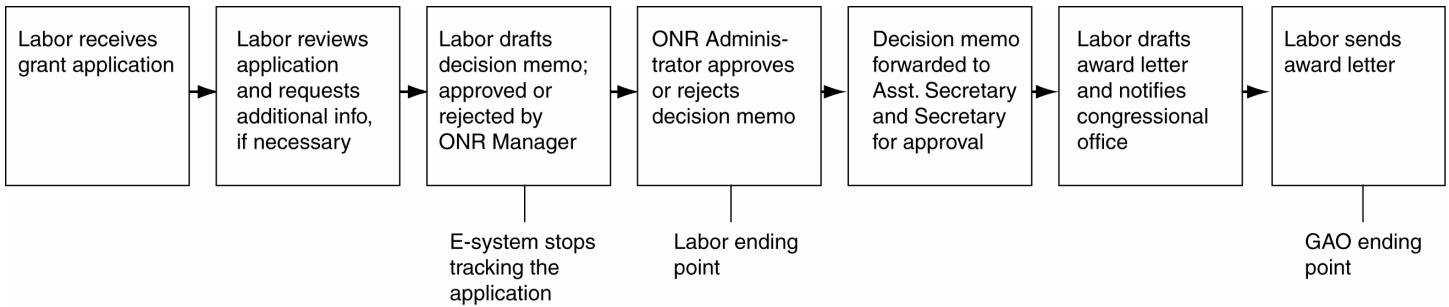 Labor receives
grant application
Labor reviews
application
and requests
additional info,
if necessary
Labor drafts
decision memo;
approved or
rejected by
ONR Manager
ONR Adminis-
trator approves
or rejects
decision memo
Decision memo
forwarded to
Asst. Secretary
and Secretary
for approval
Labor drafts
award letter
and notifies
congressional
office
Labor sends
award letter
E-system stops
tracking the
application
Labor ending
point
GAO ending
point